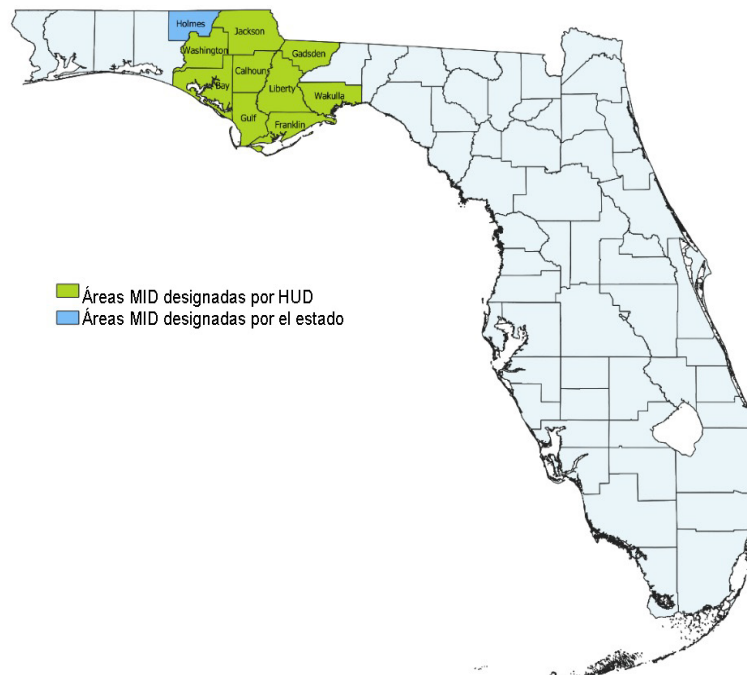 Holmes
Jackson
Washington
Gadsden
Calhoun
Bay
Liberty
Wakulla
Gulf
Franklin
Áreas MID designadas por HUD
Áreas MID designadas por el estado